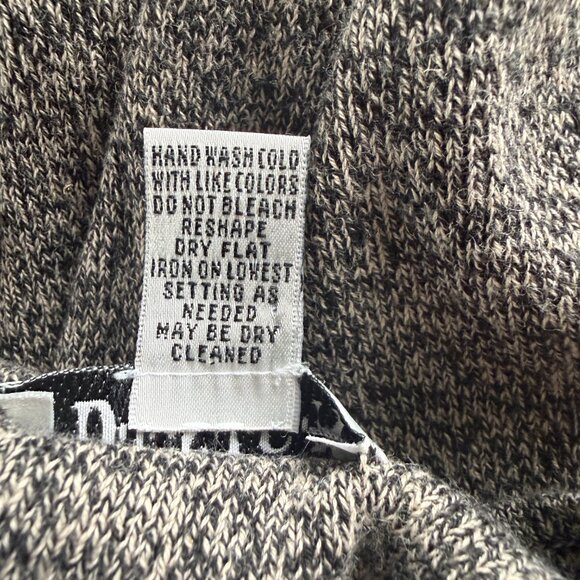 HAND WASH COLD
WITH LIKE COLORS
DO NOT BLEACH
RESHAPE
DRY FLAT
IRON ON LOWEST
SETTING AS
NEEDED
MAY BE DRY
CLEANED